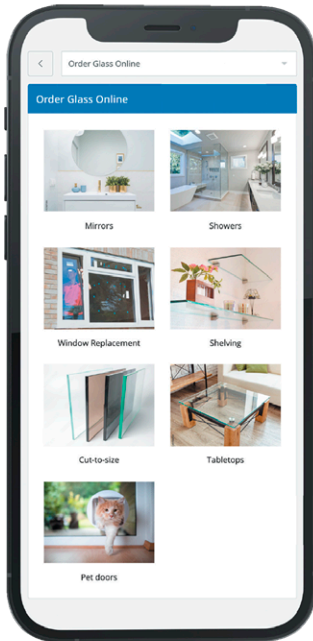 Order Glass Online
Order Glass Online
Mirrors
Showers
Window Replacement
Shelving
Cut-to-size
Tabletops
Pet doors